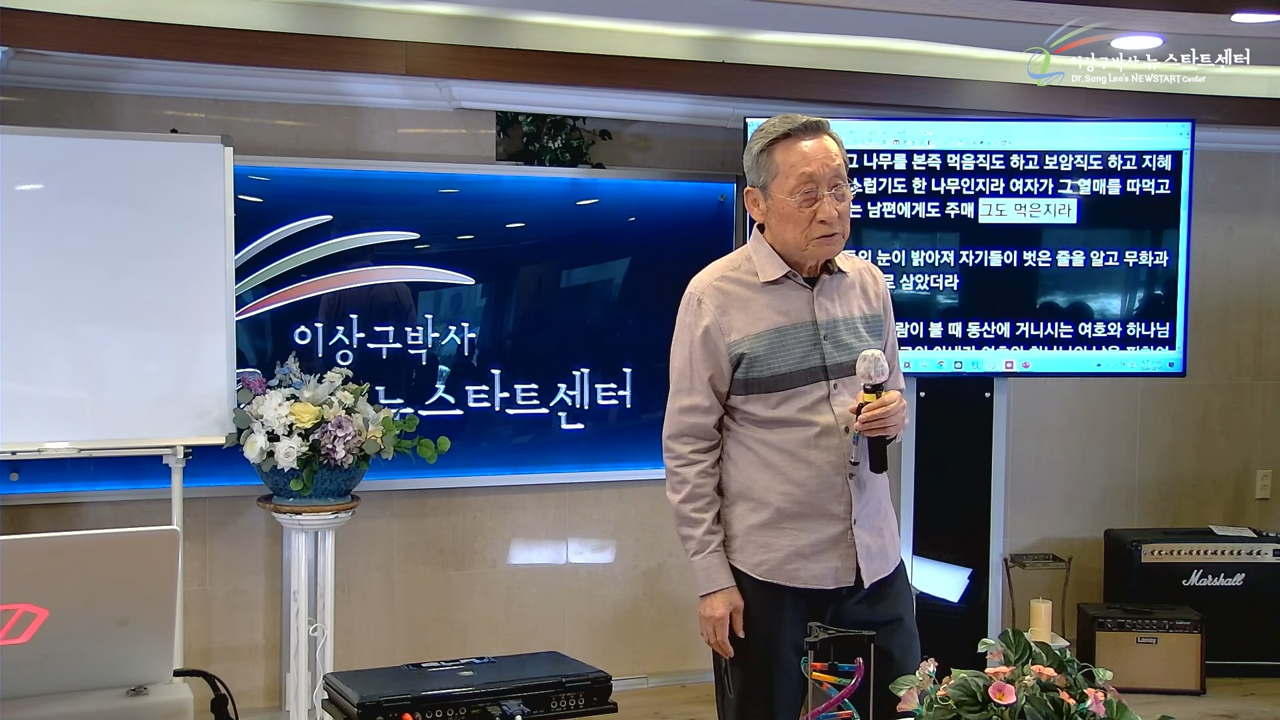 이상구박사 뉴스타트센터
Dr. Sang Lee's NEWSTART Center
그 나무를 본즉 먹음직도 하고 보암직도 하고 지혜
럽기도 한 나무인지라 여자가 그 열매를 따먹고
는 남편에게도 주매 그도 먹은지라
의 눈이 밝아져 자기들이 벗은 줄을 알고 무화과
로 삼았더라
람이 불 때 동산에 거니시는 여호와 하나님
이상구박사
뉴스타트센터
Marshall
Laney